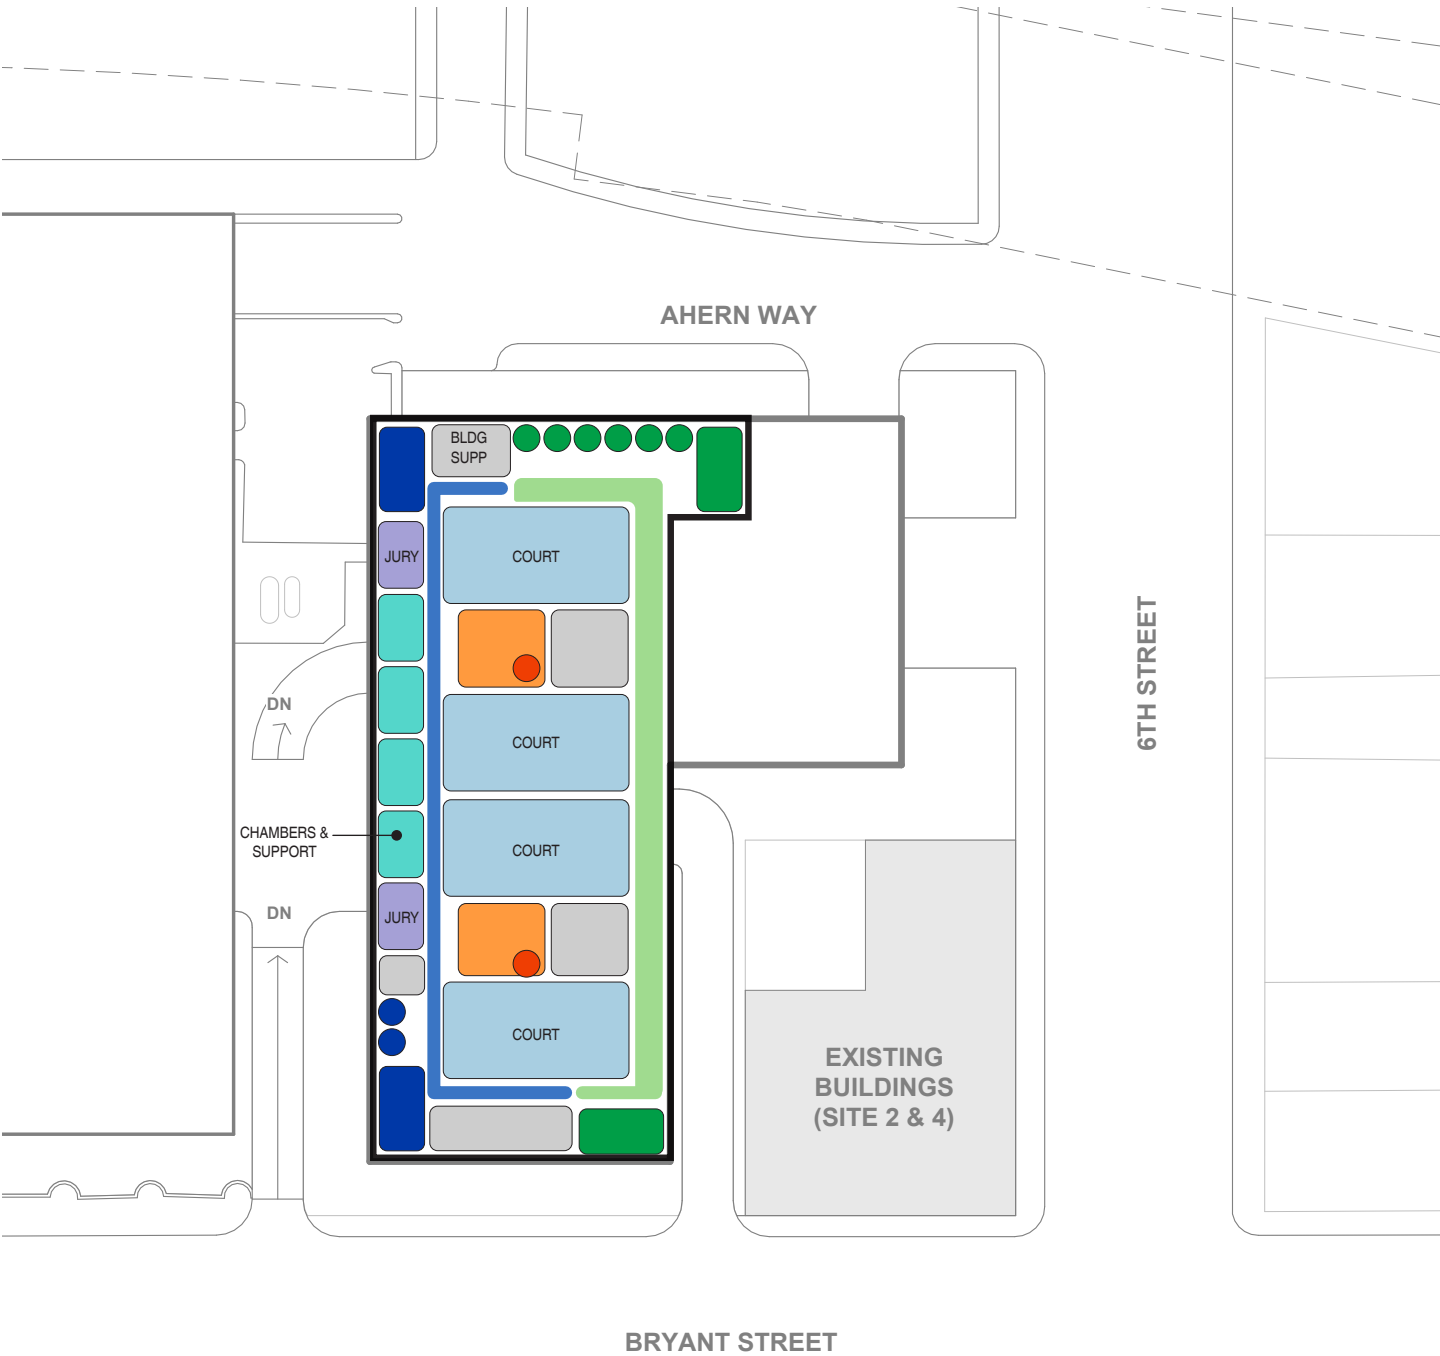 AHERN WAY
BLDG
SUPP
JURY
COURT
6TH STREET
DN
COURT
CHAMBERS &
SUPPORT
COURT
JURY
DN
COURT
EXISTING
BUILDINGS
(SITE 2 & 4)
BRYANT STREET